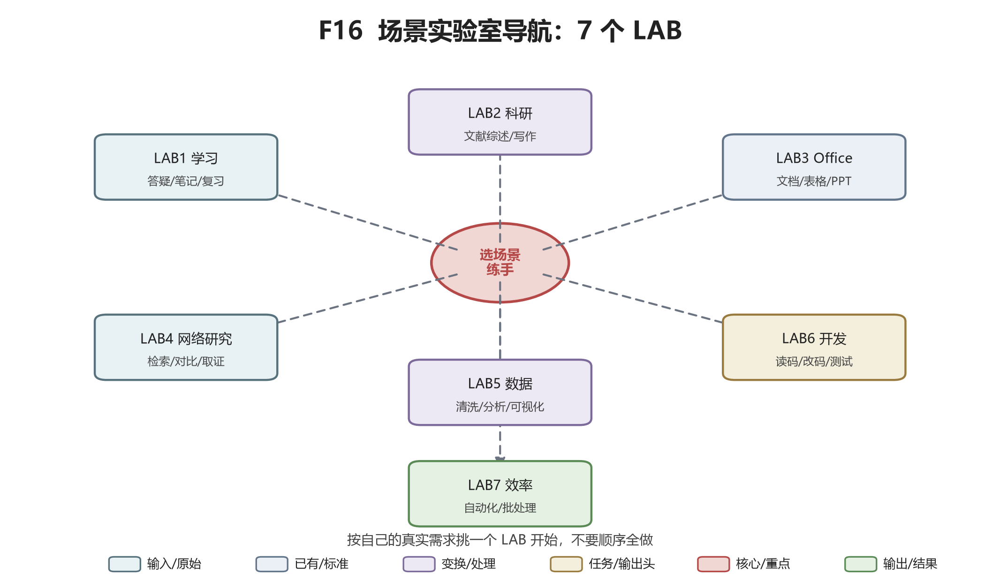 F16 场景实验室导航：7 个 LAB
LAB2 科研
文献综述/写作
LAB1 学习
答疑/笔记/复习
LAB3 Office
文档/表格/PPT
选场景
练手
LAB4 网络研究
检索/对比/取证
LAB6 开发
读码/改码/测试
LAB5 数据
清洗/分析/可视化
LAB7 效率
自动化/批处理
按自己的真实需求挑一个 LAB 开始，不要顺序全做
输入/原始
已有/标准
变换/处理
任务/输出头
核心/重点
输出/结果